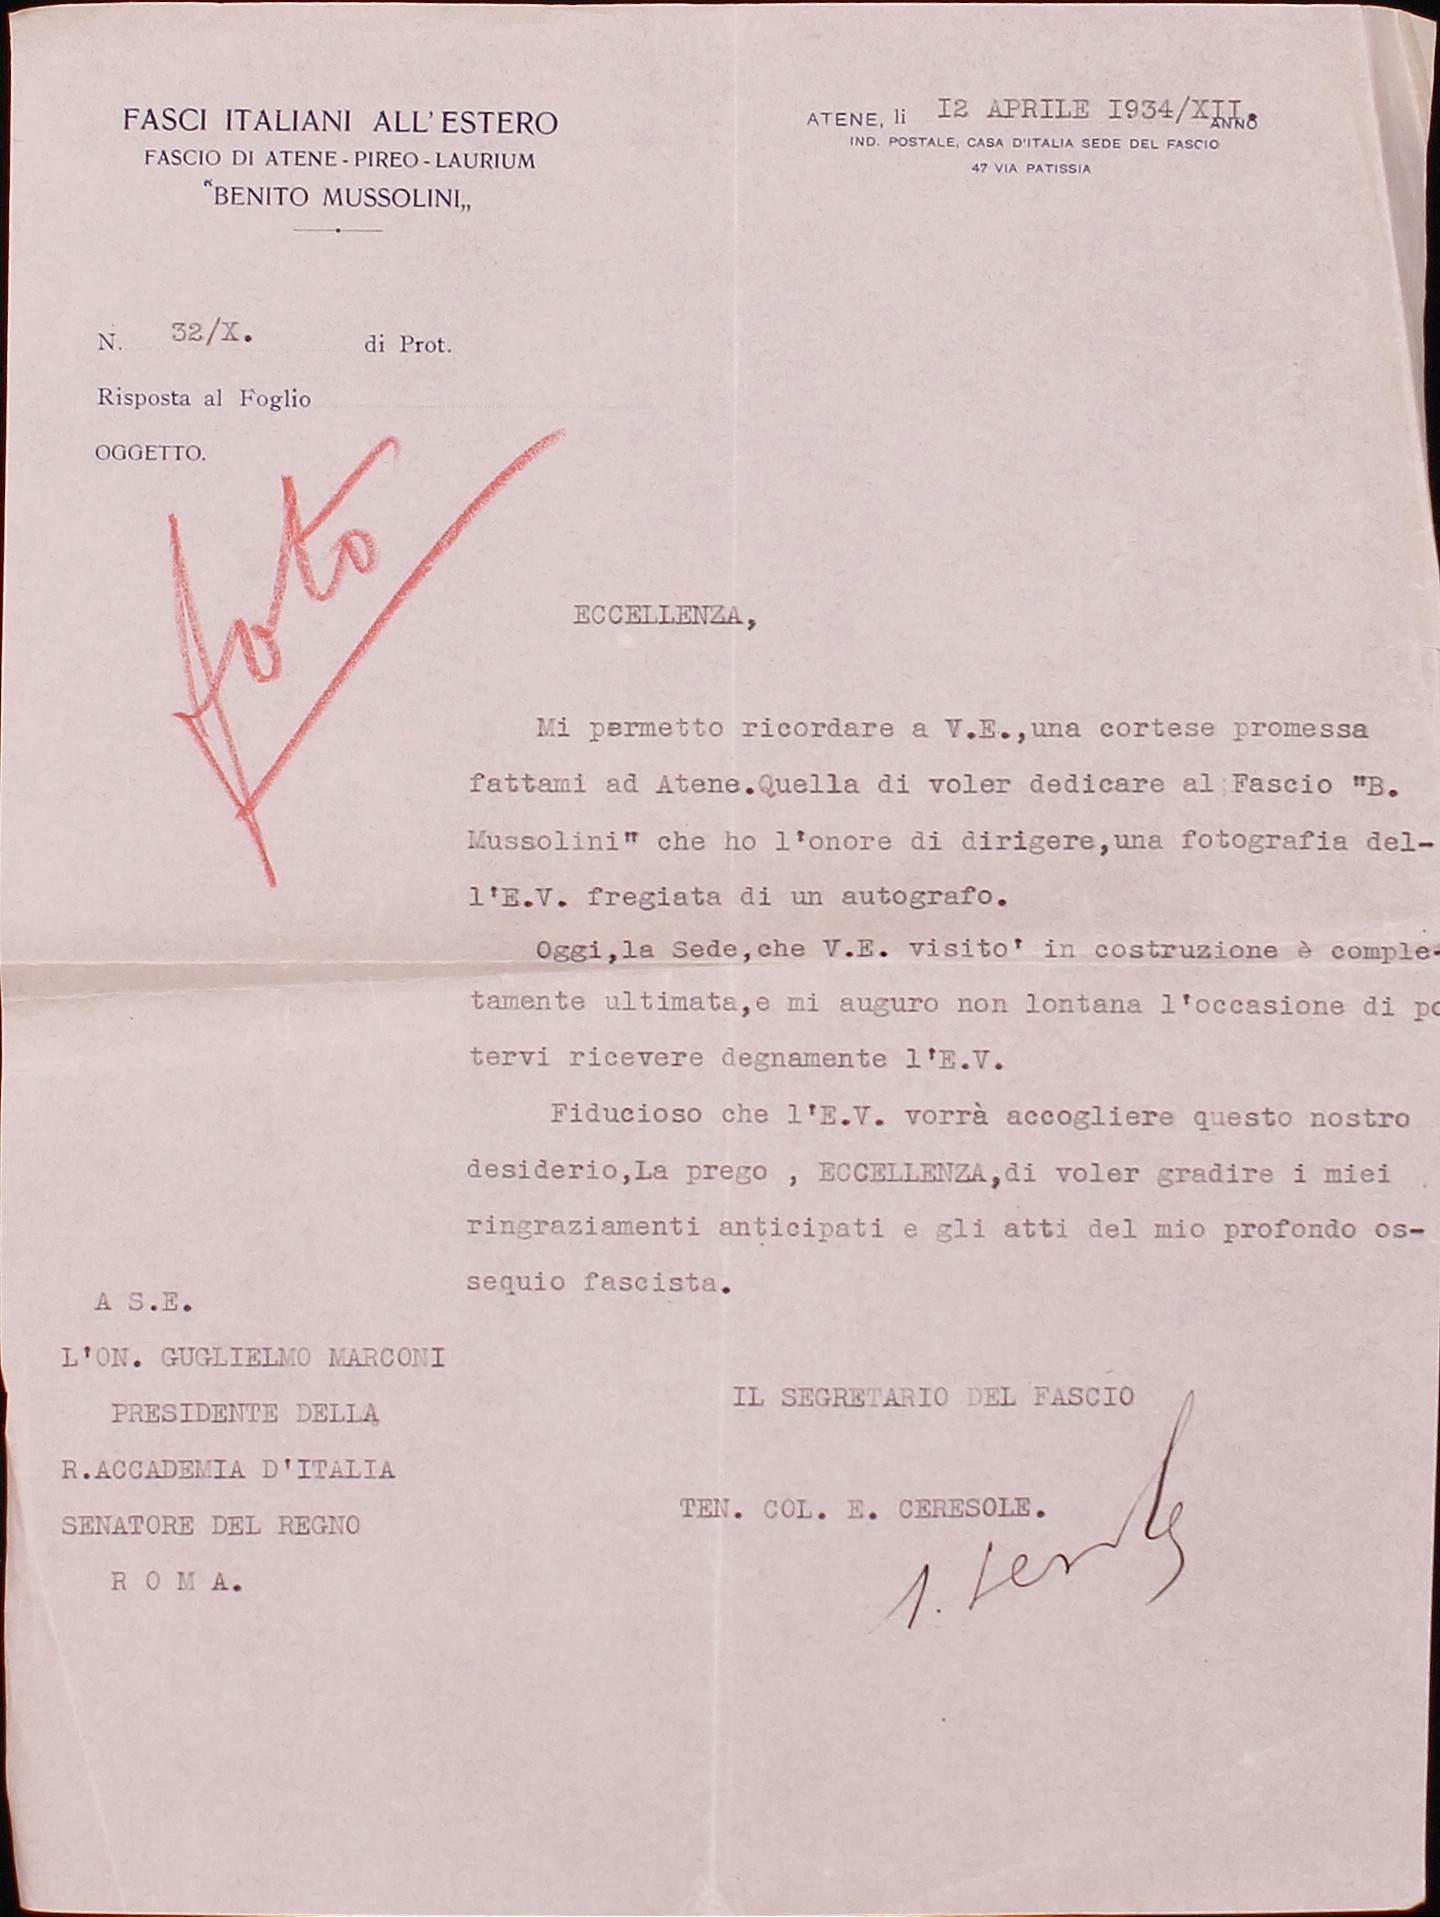 FASCI ITALIANI ALL'ESTERO
FASCIO DI ATENE - PIREO - LAURIUM
"BENITO MUSSOLINI„
ATENE, li 12 APRILE 1934/XII.
ANNO
IND. POSTALE, CASA D'ITALIA SEDE DEL FASCIO
47 VIA PATISSIA
N. 32/X. di Prot.
Risposta al Foglio
OGGETTO.
foto
ECCELLENZA,
Mi permetto ricordare a V.E.,una cortese promessa
fattami ad Atene.Quella di voler dedicare al Fascio "B.
Mussolini" che ho l'onore di dirigere,una fotografia del-
l'E.V. fregiata di un autografo.
Oggi,la Sede,che V.E. visito' in costruzione è comple-
tamente ultimata,e mi auguro non lontana l'occasione di po
tervi ricevere degnamente l'E.V.
Fiducioso che l'E.V. vorrà accogliere questo nostro
desiderio,La prego , ECCELLENZA,di voler gradire i miei
ringraziamenti anticipati e gli atti del mio profondo os-
sequio fascista.
A S.E.
L'ON. GUGLIELMO MARCONI
PRESIDENTE DELLA
R.ACCADEMIA D'ITALIA
SENATORE DEL REGNO
R O M A.
IL SEGRETARIO DEL FASCIO
TEN. COL. E. CERESOLE.